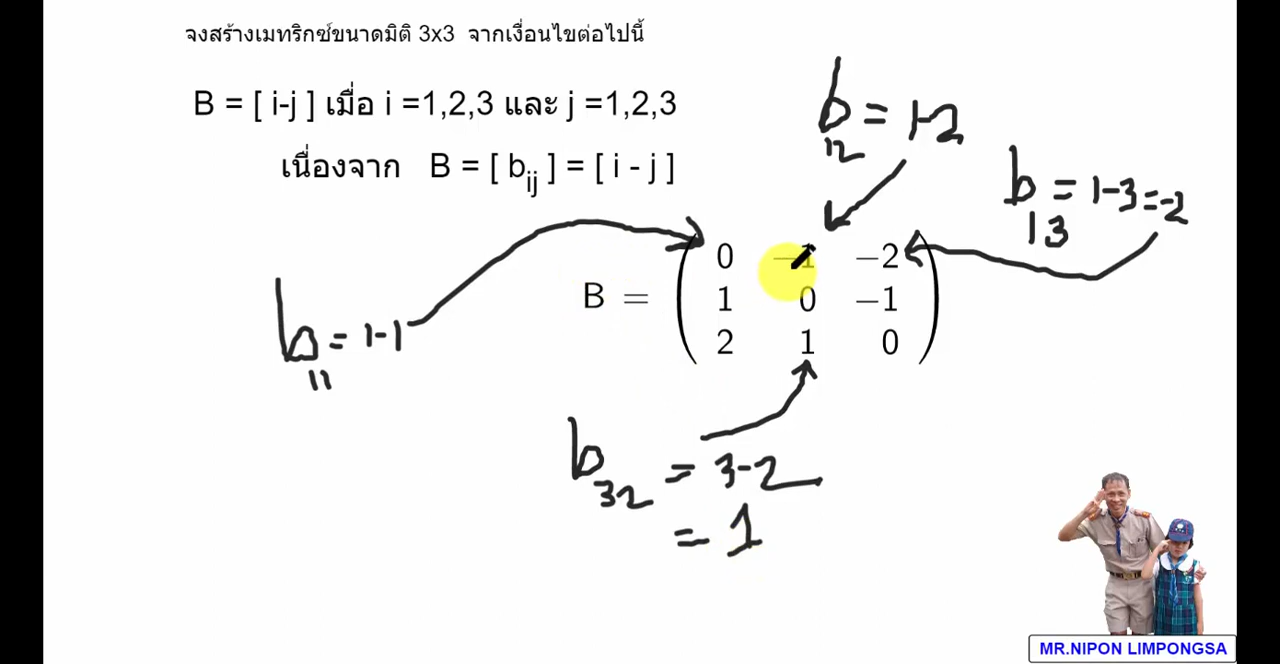 จงสร้างเมทริกซ์ขนาดมิติ 3x3 จากเงื่อนไขต่อไปนี้
B = [ i-j ] เมื่อ i =1,2,3 และ j =1,2,3
เนื่องจาก B = [ bij ] = [ i - j ]
b12 = 1-2
b13 = 1-3=-2
b11 = 1-1
B =
0 −1 −2
1 0 −1
2 1 0
b32 = 3-2
= 1
MR.NIPON LIMPONGSA